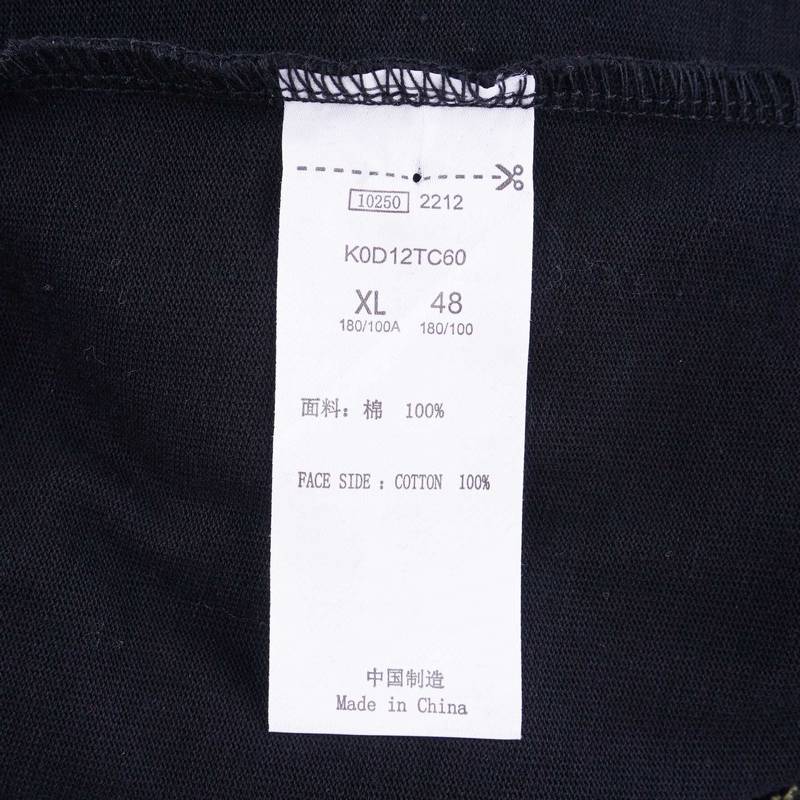 10250 2212
K0D12TC60
XL 48
180/100A 180/100
面料：棉 100%
FACE SIDE : COTTON 100%
中国制造
Made in China